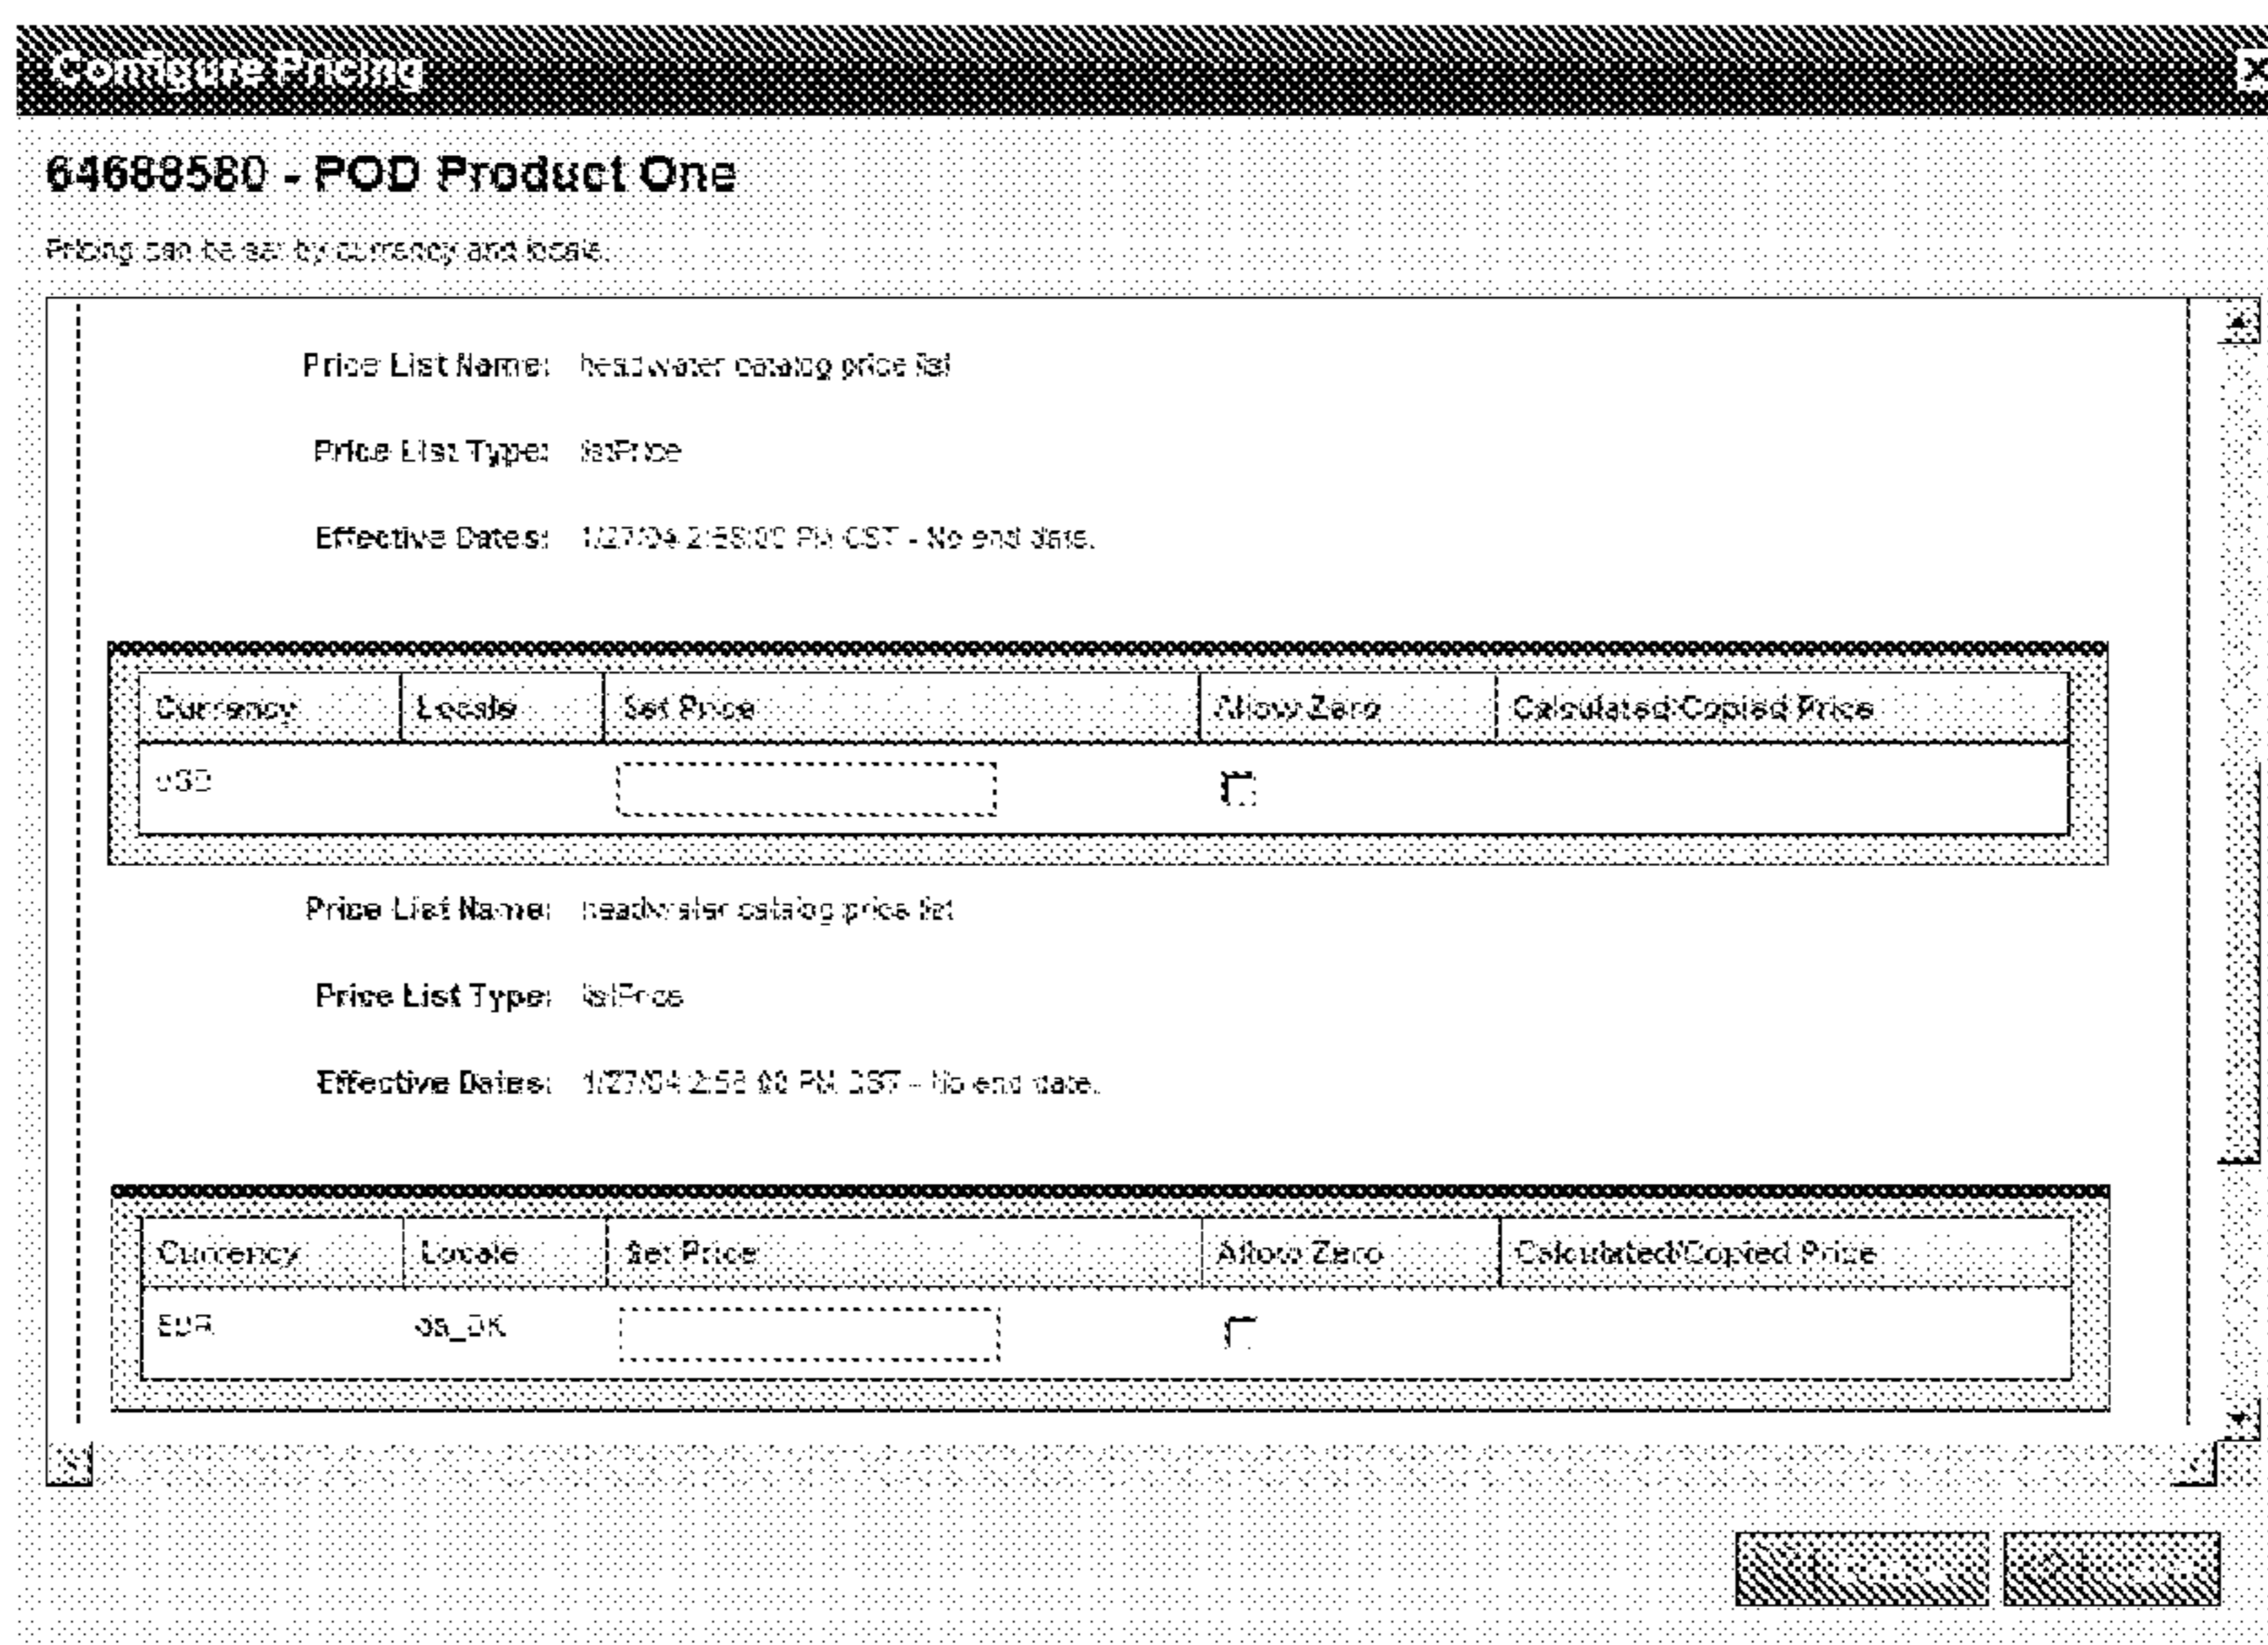 Configure Pricing
64688580 - POD Product One
Pricing can be set by currency and locale.
Price List Name: headwater catalog price list
Price List Type: listPrice
Effective Dates: 1/27/04 2:58:00 PM CST - No end date.
Currency Locale Set Price Allow Zero Calculated/Copied Price
USD
Price List Name: headwater catalog price list
Price List Type: listPrice
Effective Dates: 1/27/04 2:58:00 PM CST - No end date.
Currency Locale Set Price Allow Zero Calculated/Copied Price
EUR da_DK